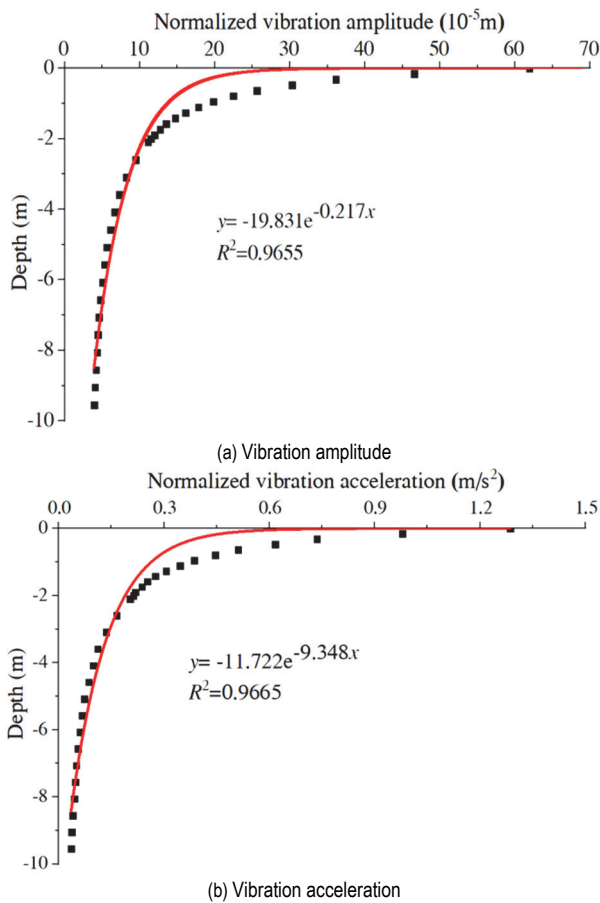 Normalized vibration amplitude (10⁻⁵m)
0 10 20 30 40 50 60 70
0
-2
-4
-6
-8
-10
Depth (m)
y= -19.831e^-0.217x
R²=0.9655
(a) Vibration amplitude
Normalized vibration acceleration (m/s²)
0.0 0.3 0.6 0.9 1.2 1.5
0
-2
-4
-6
-8
-10
Depth (m)
y= -11.722e^-9.348x
R²=0.9665
(b) Vibration acceleration